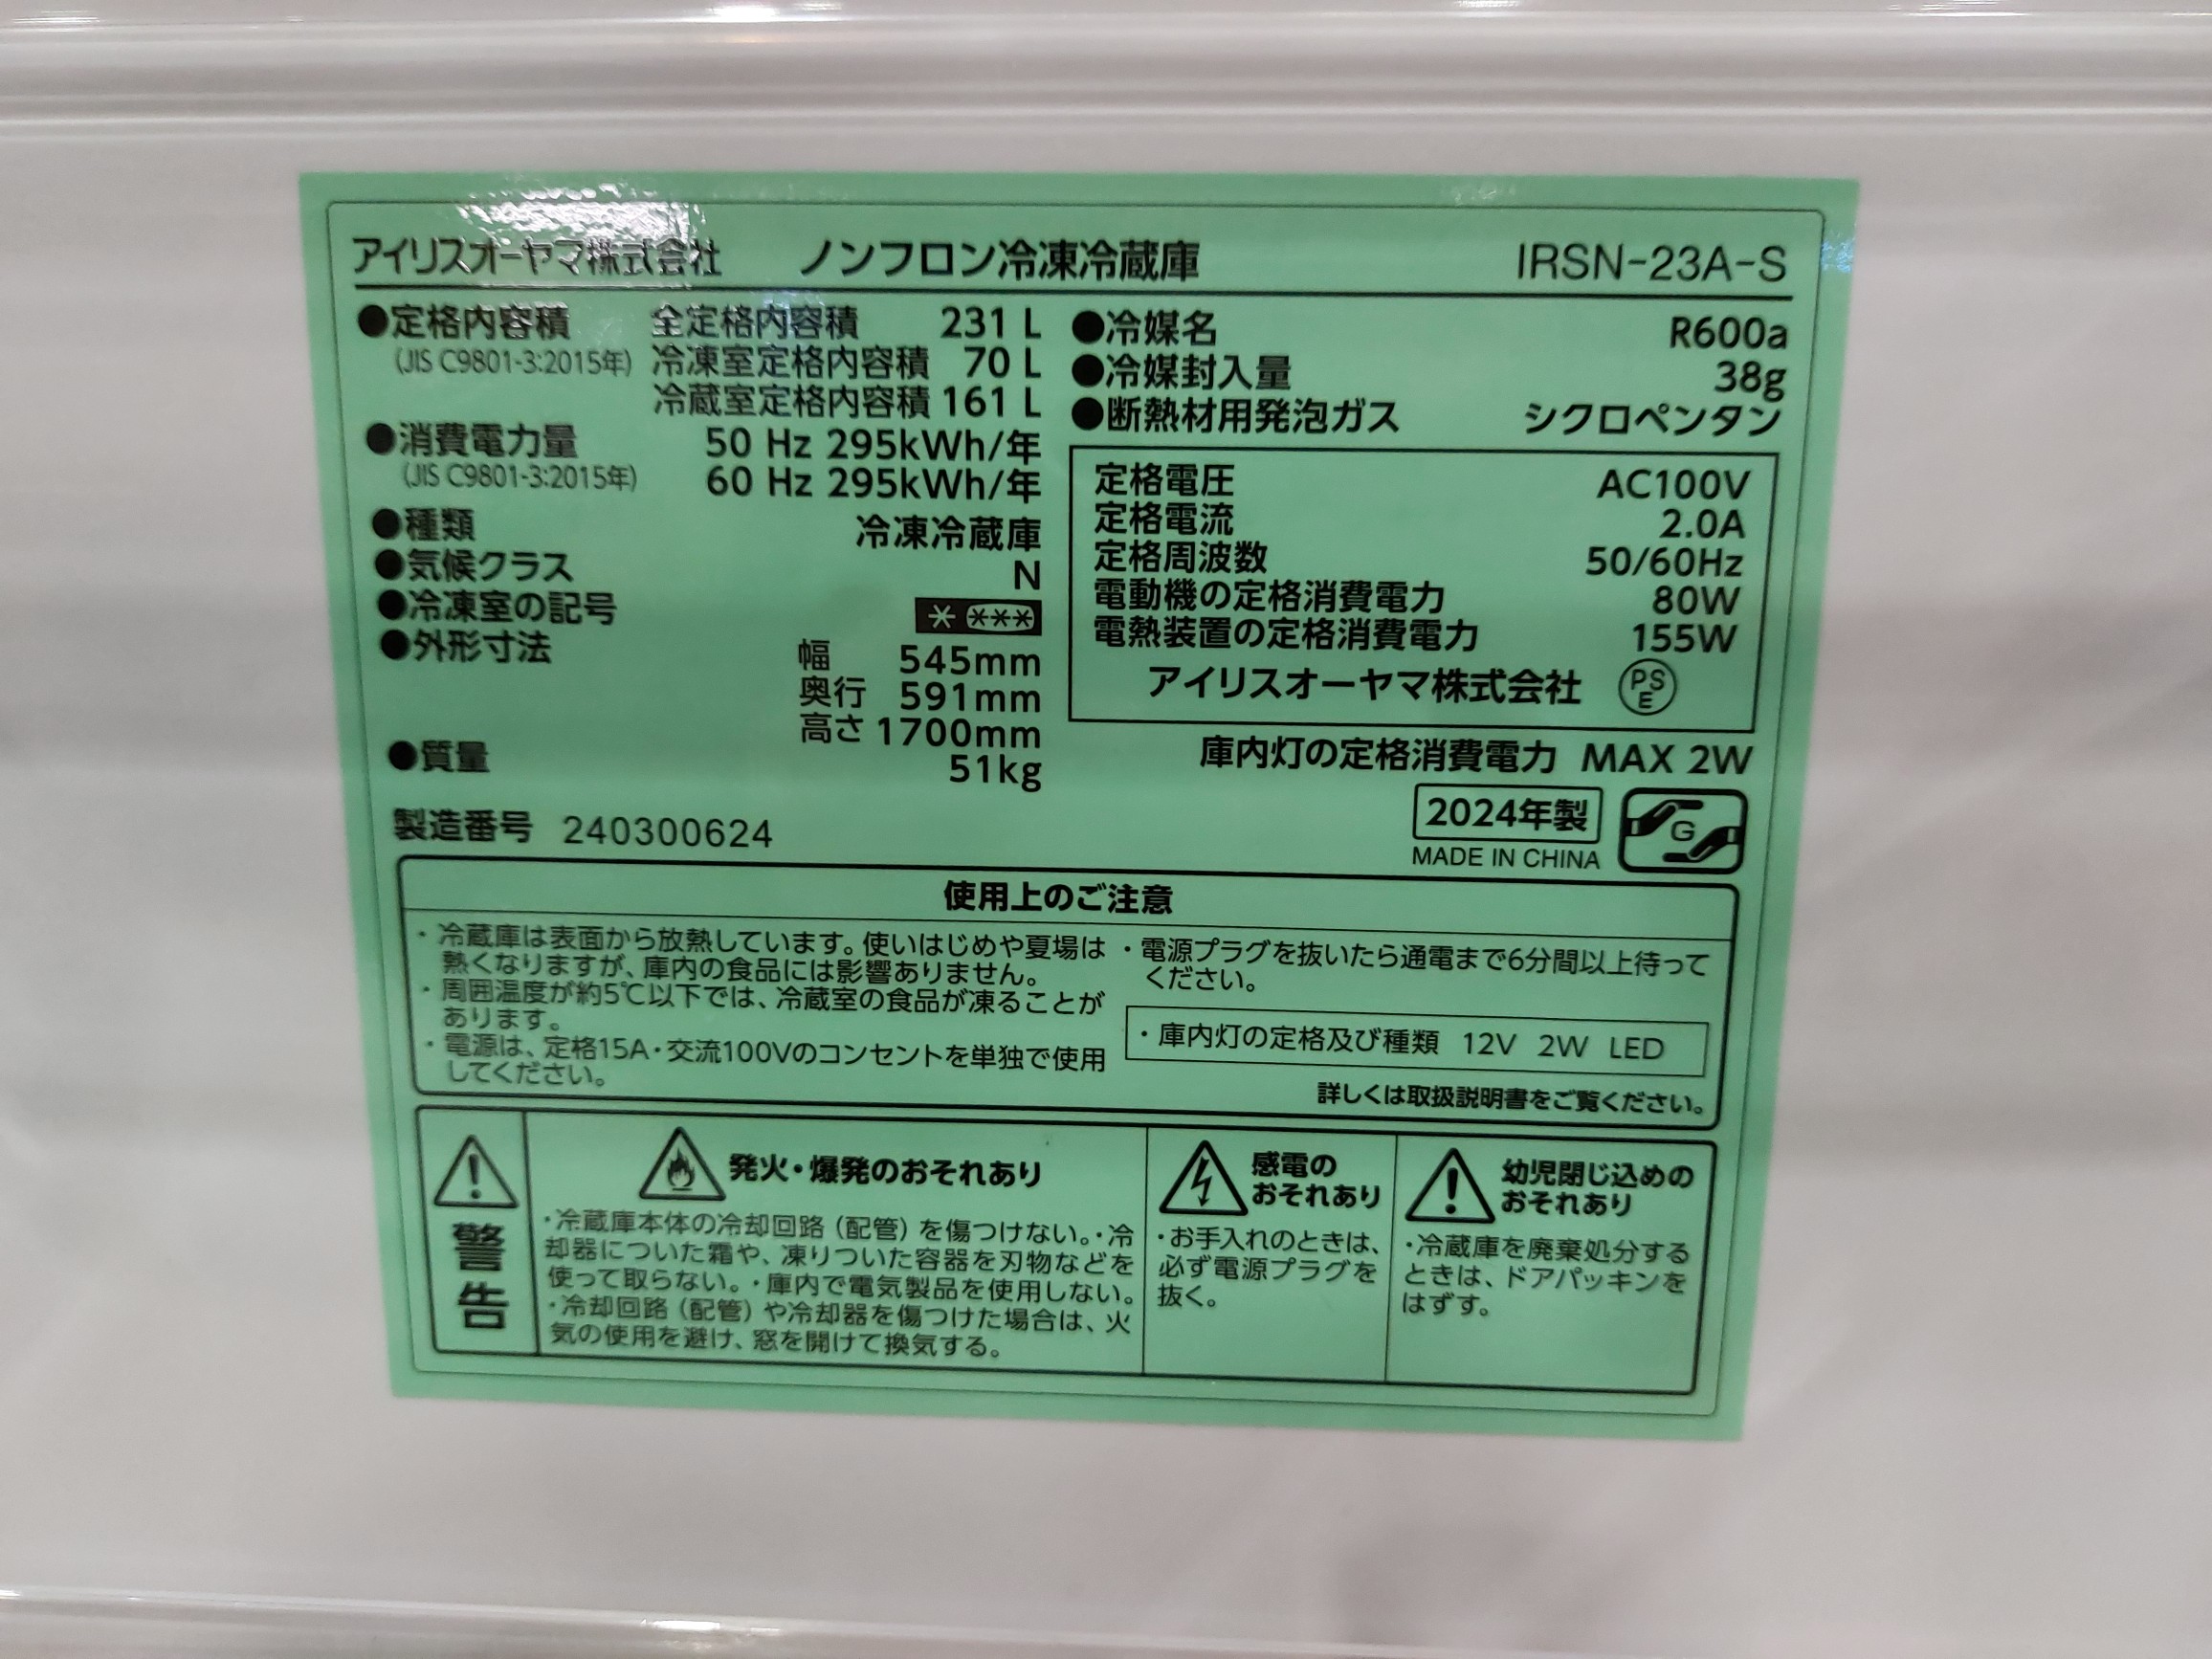 アイリスオーヤマ株式会社 ノンフロン冷凍冷蔵庫 IRSN-23A-S
●定格内容積 全定格内容積 231 L
(JIS C9801-3:2015年) 冷凍室定格内容積 70 L
冷蔵室定格内容積 161 L
●消費電力量 50 Hz 295kWh/年
(JIS C9801-3:2015年) 60 Hz 295kWh/年
●種類 冷凍冷蔵庫
●気候クラス N
●冷凍室の記号 * ***
●外形寸法 幅 545mm
奥行 591mm
高さ 1700mm
●質量 51kg
製造番号 240300624
●冷媒名 R600a
●冷媒封入量 38g
●断熱材用発泡ガス シクロペンタン
定格電圧 AC100V
定格電流 2.0A
定格周波数 50/60Hz
電動機の定格消費電力 80W
電熱装置の定格消費電力 155W
アイリスオーヤマ株式会社 PSE
庫内灯の定格消費電力 MAX 2W
2024年製
MADE IN CHINA
G
使用上のご注意
・冷蔵庫は表面から放熱しています。使いはじめや夏場は
熱くなりますが、庫内の食品には影響ありません。
・周囲温度が約5℃以下では、冷蔵室の食品が凍ることが
あります。
・電源は、定格15A・交流100Vのコンセントを単独で使用
してください。
・電源プラグを抜いたら通電まで6分間以上待って
ください。
・庫内灯の定格及び種類 12V 2W LED
詳しくは取扱説明書をご覧ください。
警告
発火・爆発のおそれあり
・冷蔵庫本体の冷却回路（配管）を傷つけない。・冷
却器についた霜や、凍りついた容器を刃物などを
使って取らない。・庫内で電気製品を使用しない。
・冷却回路（配管）や冷却器を傷つけた場合は、火
気の使用を避け、窓を開けて換気する。
感電の
おそれあり
・お手入れのときは、
必ず電源プラグを
抜く。
幼児閉じ込めの
おそれあり
・冷蔵庫を廃棄処分する
ときは、ドアパッキンを
はずす。